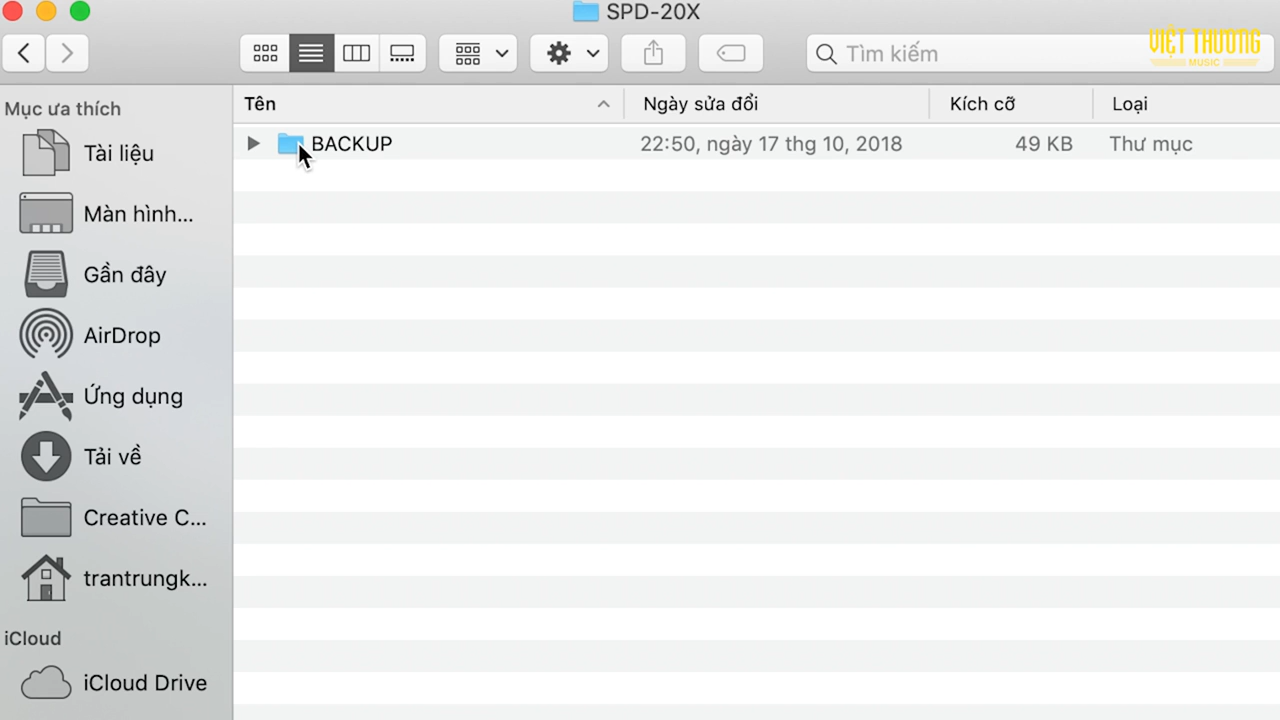 SPD-20X
Tìm kiếm
VIỆT THƯƠNG
MUSIC
Mục ưa thích
Tài liệu
Màn hình...
Gần đây
AirDrop
Ứng dụng
Tải về
Creative C...
trantrungk...
iCloud
iCloud Drive
Tên
Ngày sửa đổi
Kích cỡ
Loại
BACKUP
22:50, ngày 17 thg 10, 2018
49 KB
Thư mục